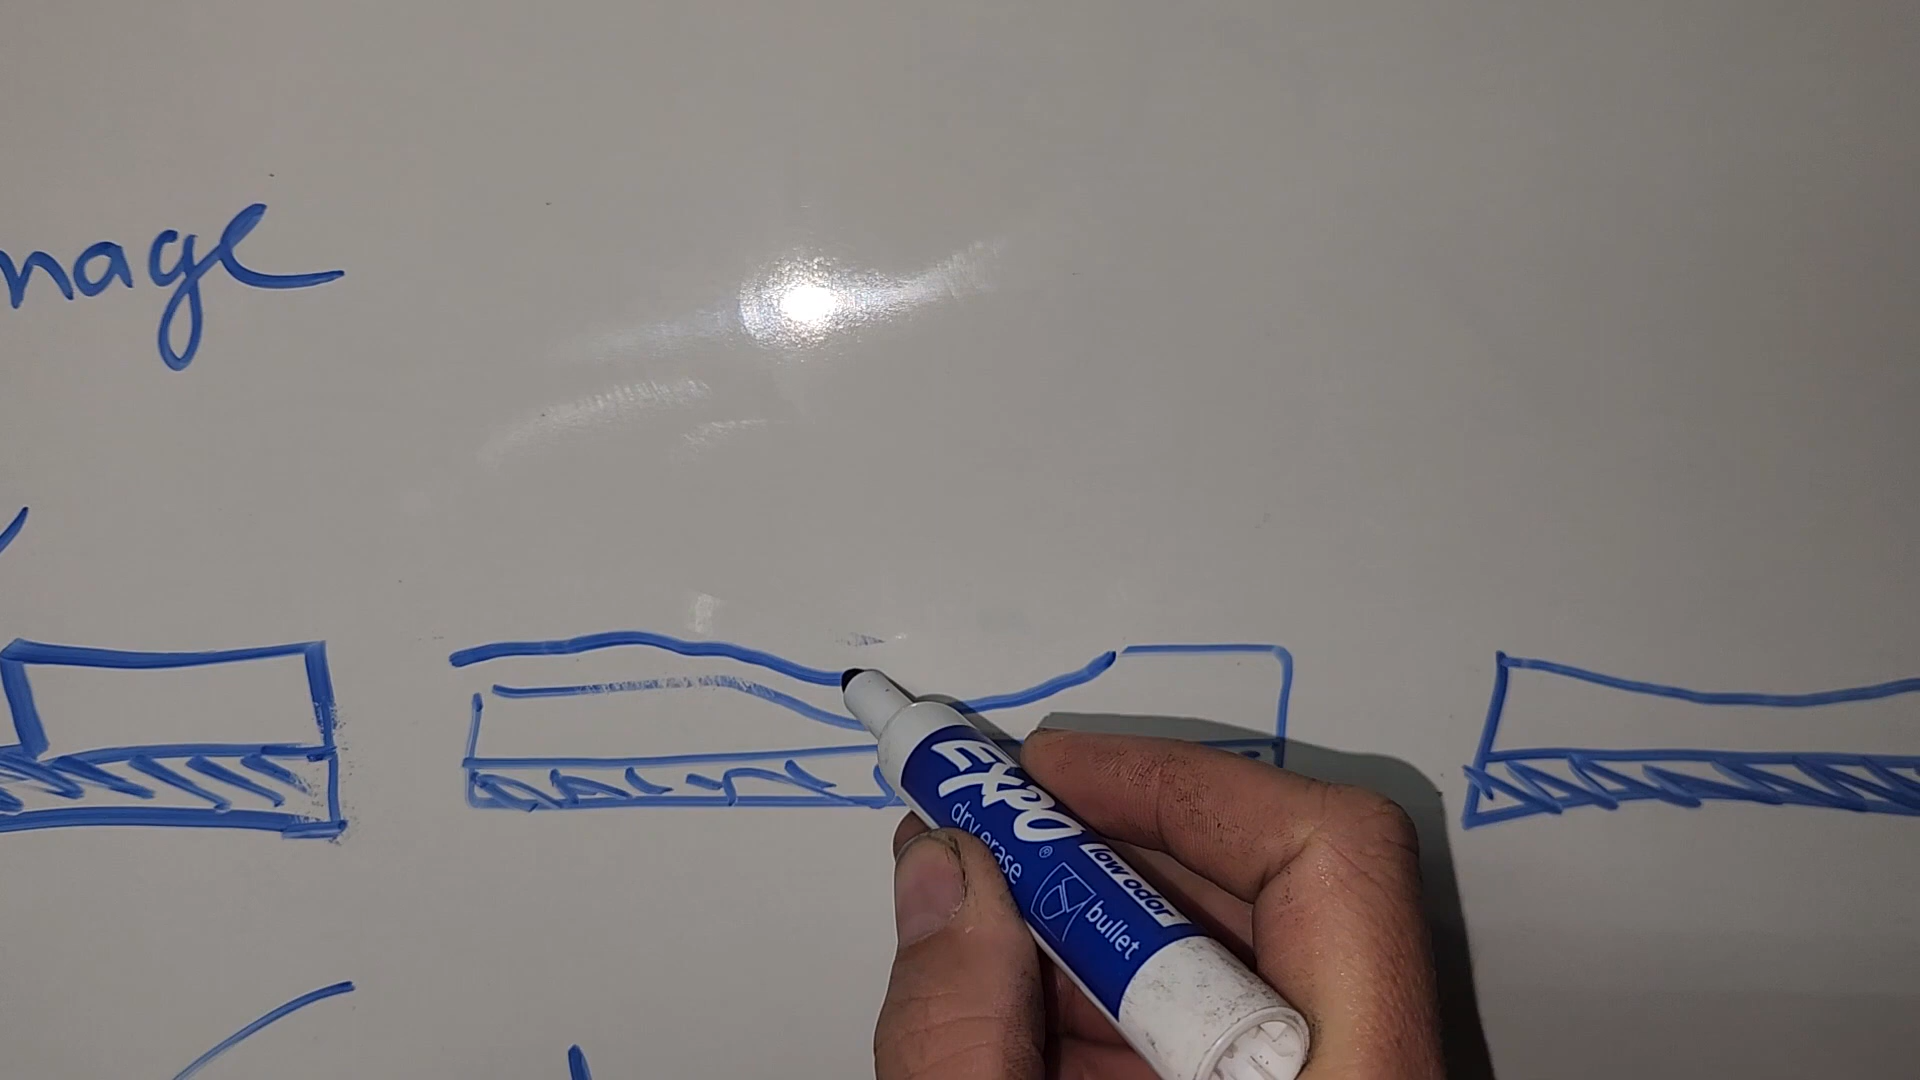 nage
EXPO®
dry erase
low odor
bullet